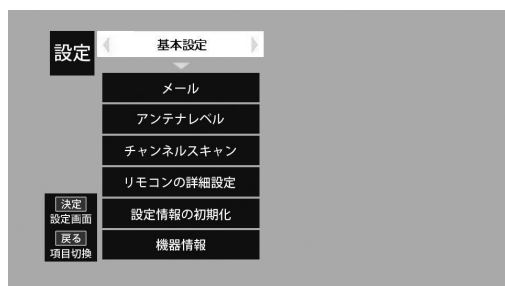 設定
基本設定
メール
アンテナレベル
チャンネルスキャン
リモコンの詳細設定
設定情報の初期化
機器情報
決定
設定画面
戻る
項目切換